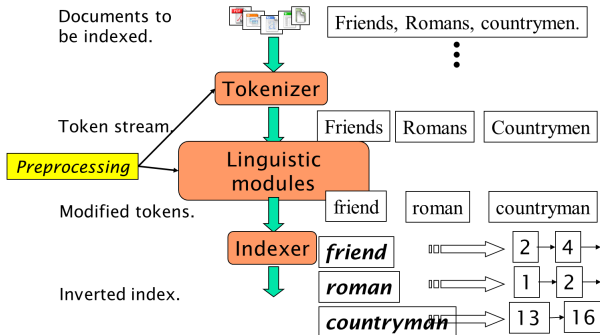 Documents to
be indexed.
Friends, Romans, countrymen.
Tokenizer
Token stream.
Friends
Romans
Countrymen
Preprocessing
Linguistic
modules
Modified tokens.
friend
roman
countryman
Indexer
friend
2
4
roman
1
2
Inverted index.
countryman
13
16